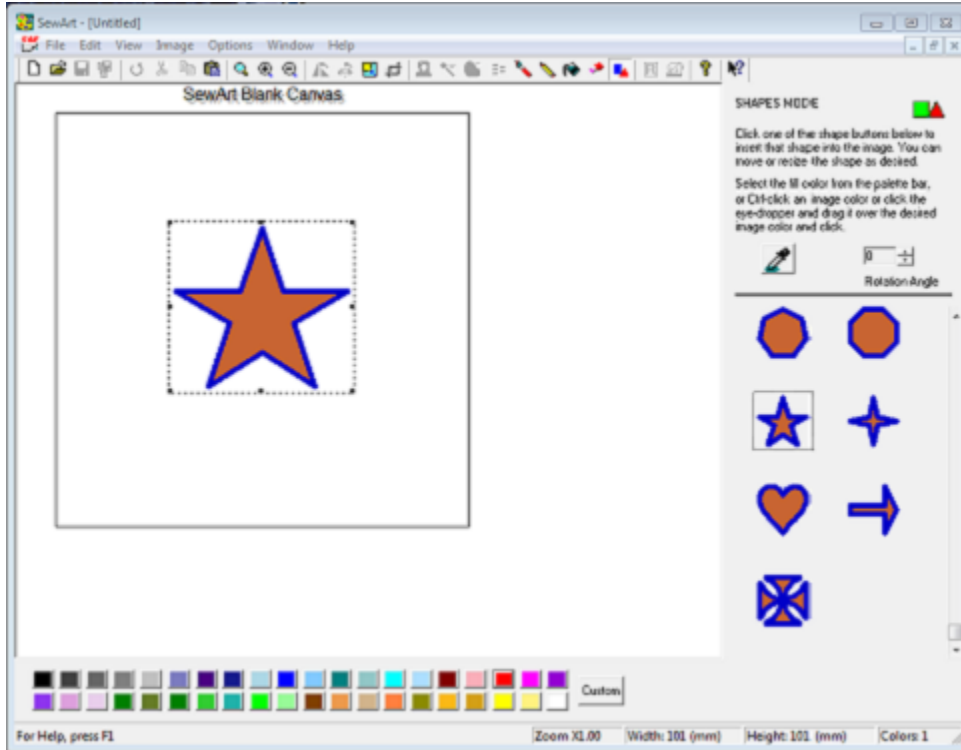 SewArt - [Untitled]
File Edit View Image Options Window Help
SewArt Blank Canvas
SHAPES MODE
Click one of the shape buttons below to
insert that shape into the image. You can
move or resize the shape as desired.
Select the fill color from the palette bar,
or Ctrl-click an image color or click the
eye-dropper and drag it over the desired
image color and click.
0
Rotation Angle
Custom
For Help, press F1
Zoom X1.00
Width: 101 (mm)
Height: 101 (mm)
Colors: 1